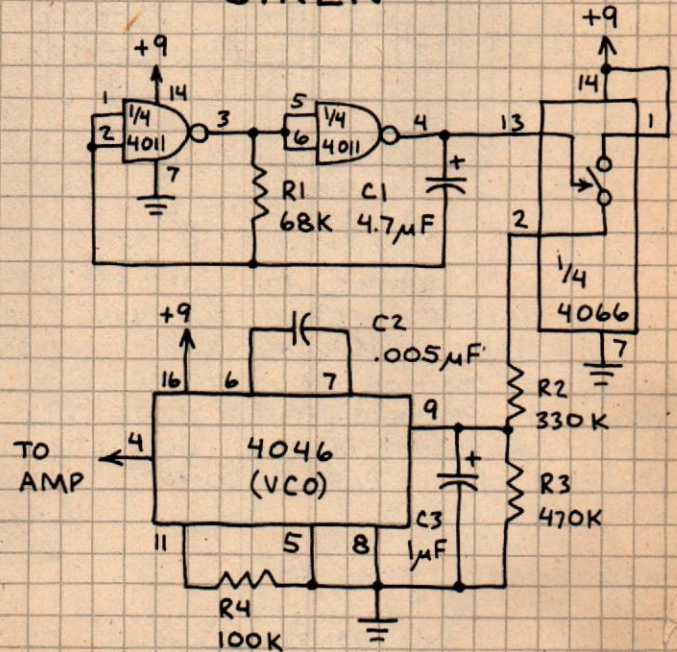 SIREN
+9
+9
1
14
1/4
4011
2
7
3
5
1/4
4011
6
4
13
14
1
R1
68K
C1
4.7µF
+
2
1/4
4066
7
+9
C2
.005µF
16
6
7
9
R2
330K
TO
AMP
4
4046
(VCO)
+
C3
1µF
R3
470K
11
5
8
R4
100K